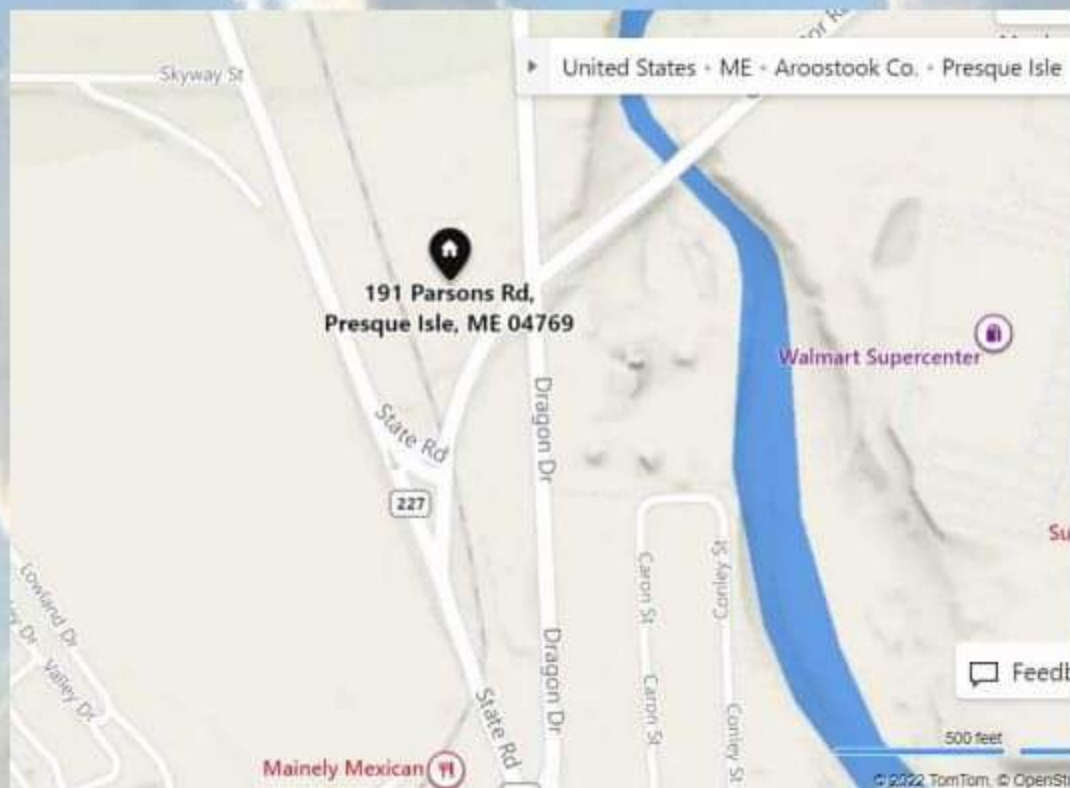 Skyway St
United States • ME • Aroostook Co. • Presque Isle
191 Parsons Rd,
Presque Isle, ME 04769
Walmart Supercenter
State Rd
Dragon Dr
227
Su
Caron St
Conley St
Lowland Dr
Dr
Valley Dr
Dragon Dr
Feedb
State Rd
Caron St
Conley St
500 feet
Mainely Mexican
© 2022 TomTom, © OpenStr